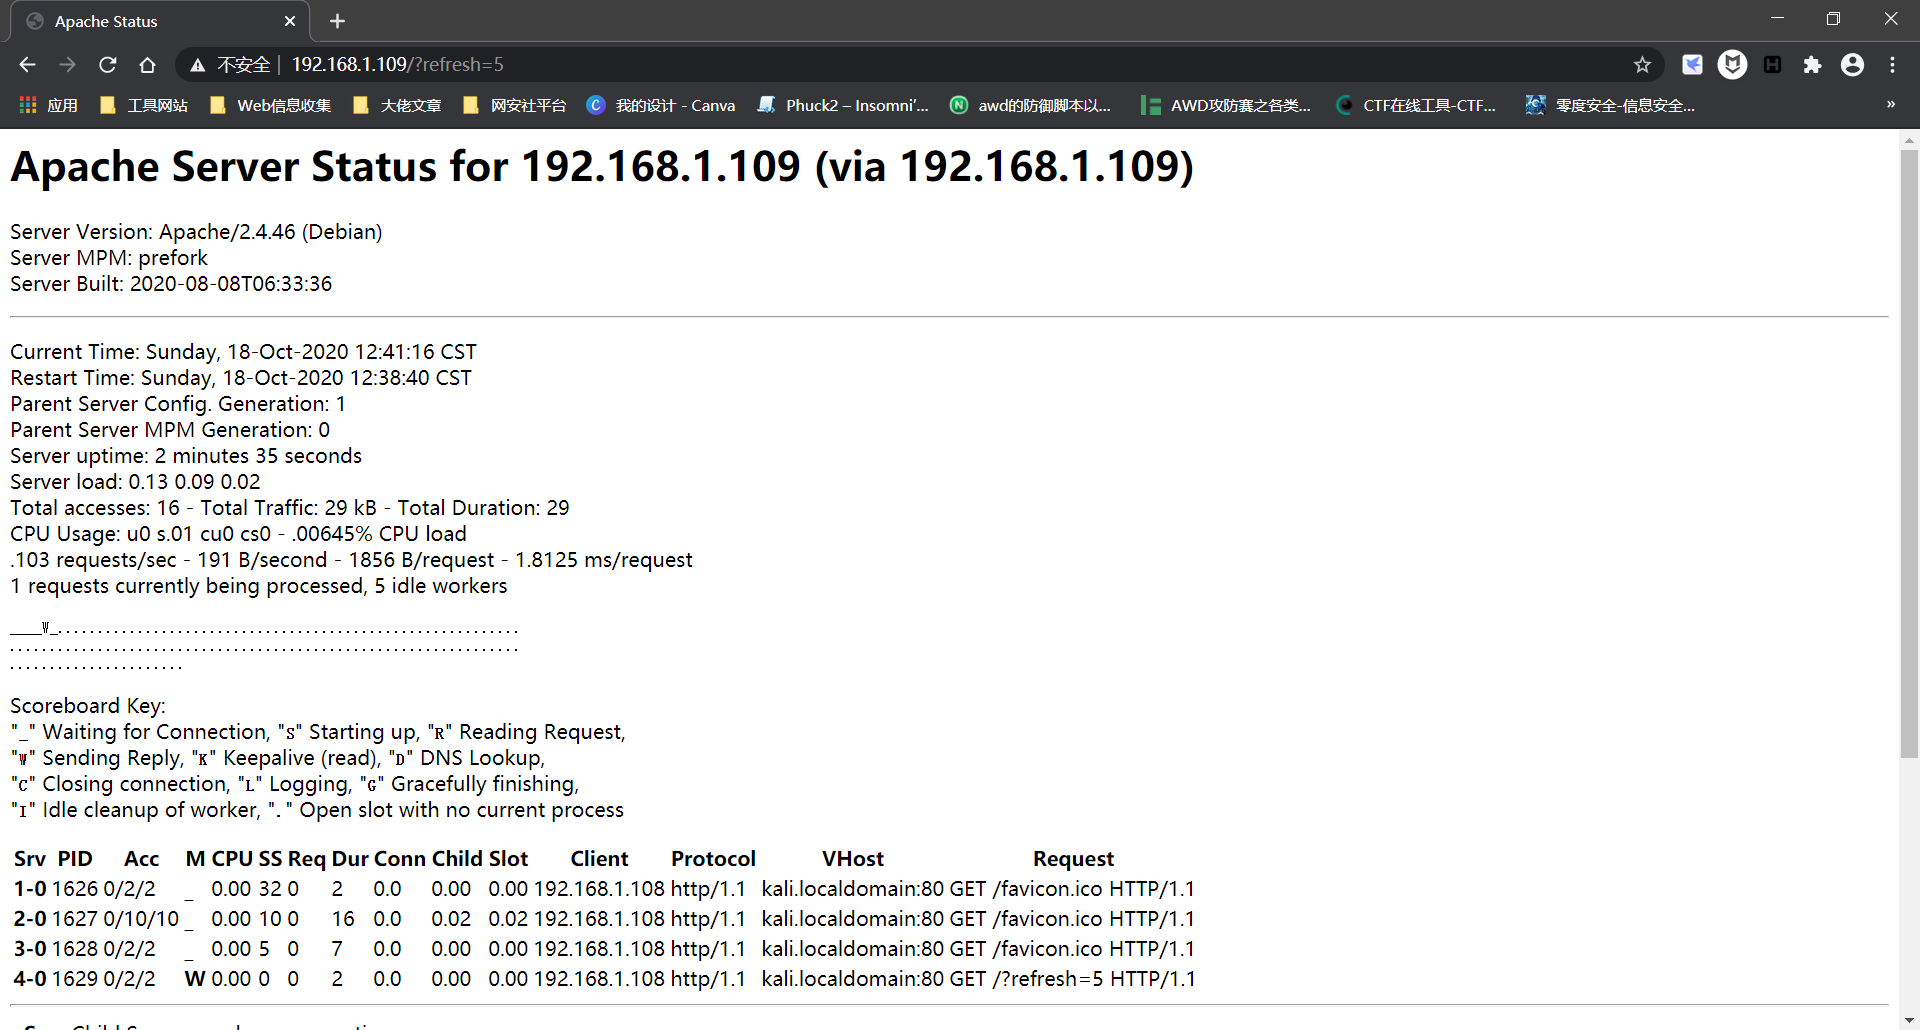 Apache Status
不安全 | 192.168.1.109/?refresh=5
应用 工具网站 Web信息收集 大佬文章 网安社平台 我的设计 - Canva Phuck2 – Insomni'... awd的防御脚本以... AWD攻防赛之各类... CTF在线工具-CTF... 零度安全-信息安全... »
Apache Server Status for 192.168.1.109 (via 192.168.1.109)
Server Version: Apache/2.4.46 (Debian)
Server MPM: prefork
Server Built: 2020-08-08T06:33:36
Current Time: Sunday, 18-Oct-2020 12:41:16 CST
Restart Time: Sunday, 18-Oct-2020 12:38:40 CST
Parent Server Config. Generation: 1
Parent Server MPM Generation: 0
Server uptime: 2 minutes 35 seconds
Server load: 0.13 0.09 0.02
Total accesses: 16 - Total Traffic: 29 kB - Total Duration: 29
CPU Usage: u0 s.01 cu0 cs0 - .00645% CPU load
.103 requests/sec - 191 B/second - 1856 B/request - 1.8125 ms/request
1 requests currently being processed, 5 idle workers
____W_..........................................................
................................................................
......................
Scoreboard Key:
"_" Waiting for Connection, "S" Starting up, "R" Reading Request,
"W" Sending Reply, "K" Keepalive (read), "D" DNS Lookup,
"C" Closing connection, "L" Logging, "G" Gracefully finishing,
"I" Idle cleanup of worker, "." Open slot with no current process
Srv PID Acc M CPU SS Req Dur Conn Child Slot Client Protocol VHost Request
1-0 1626 0/2/2 _ 0.00 32 0 2 0.0 0.00 0.00 192.168.1.108 http/1.1 kali.localdomain:80 GET /favicon.ico HTTP/1.1
2-0 1627 0/10/10 _ 0.00 10 0 16 0.0 0.02 0.02 192.168.1.108 http/1.1 kali.localdomain:80 GET /favicon.ico HTTP/1.1
3-0 1628 0/2/2 _ 0.00 5 0 7 0.0 0.00 0.00 192.168.1.108 http/1.1 kali.localdomain:80 GET /favicon.ico HTTP/1.1
4-0 1629 0/2/2 W 0.00 0 0 2 0.0 0.00 0.00 192.168.1.108 http/1.1 kali.localdomain:80 GET /?refresh=5 HTTP/1.1